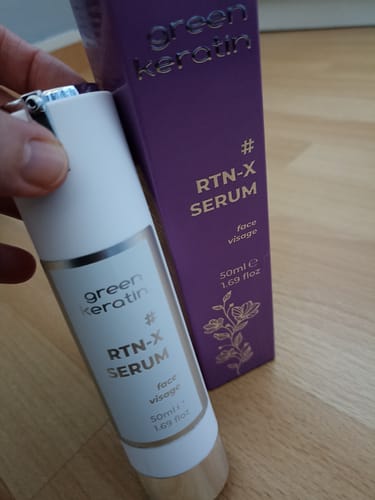 green
keratin
#
RTN-X
SERUM
face
visage
50ml ℮
1.69 floz
green
keratin
#
RTN-X
SERUM
face
visage
50ml ℮
1.69 floz